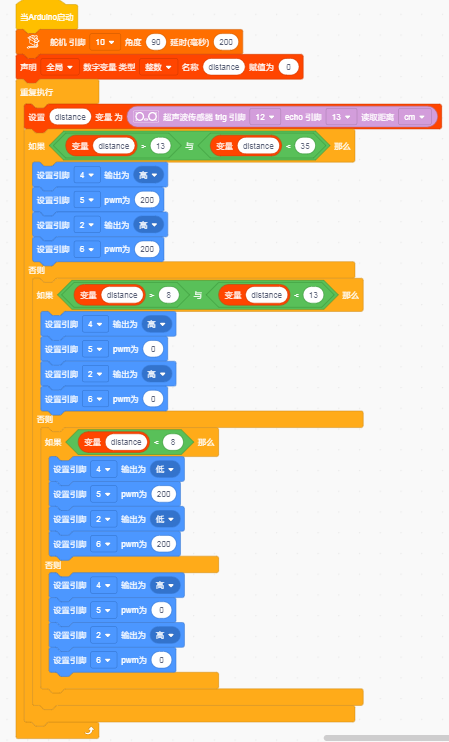 当Arduino启动
舵机 引脚 10 角度 90 延时(毫秒) 200
声明 全局 数字变量 类型 整数 名称 distance 赋值为 0
重复执行
设置 distance 变量 为 超声波传感器 trig 引脚 12 echo 引脚 13 读取距离 cm
如果 变量 distance > 13 与 变量 distance < 35 那么
设置引脚 4 输出为 高
设置引脚 5 pwm为 200
设置引脚 2 输出为 高
设置引脚 6 pwm为 200
否则
如果 变量 distance > 8 与 变量 distance < 13 那么
设置引脚 4 输出为 高
设置引脚 5 pwm为 0
设置引脚 2 输出为 高
设置引脚 6 pwm为 0
否则
如果 变量 distance < 8 那么
设置引脚 4 输出为 低
设置引脚 5 pwm为 200
设置引脚 2 输出为 低
设置引脚 6 pwm为 200
否则
设置引脚 4 输出为 高
设置引脚 5 pwm为 0
设置引脚 2 输出为 高
设置引脚 6 pwm为 0